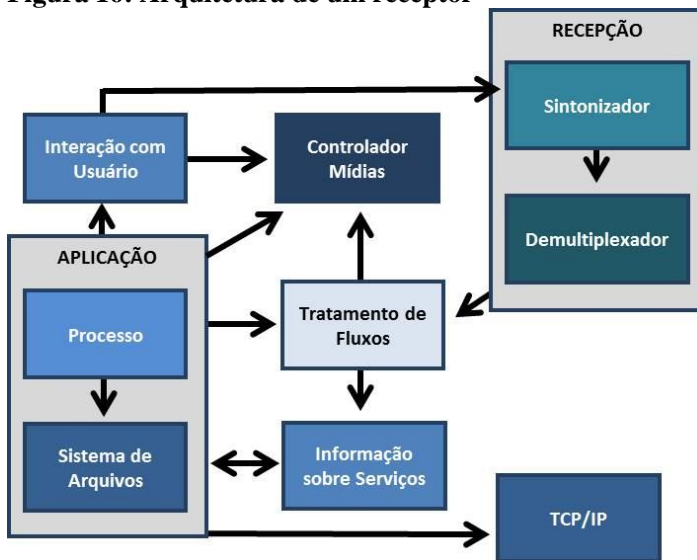 Figura 16: Arquitetura de um receptor
RECEPÇÃO
Sintonizador
Demultiplexador
Interação com
Usuário
Controlador
Mídias
APLICAÇÃO
Processo
Sistema de
Arquivos
Tratamento de
Fluxos
Informação
sobre Serviços
TCP/IP